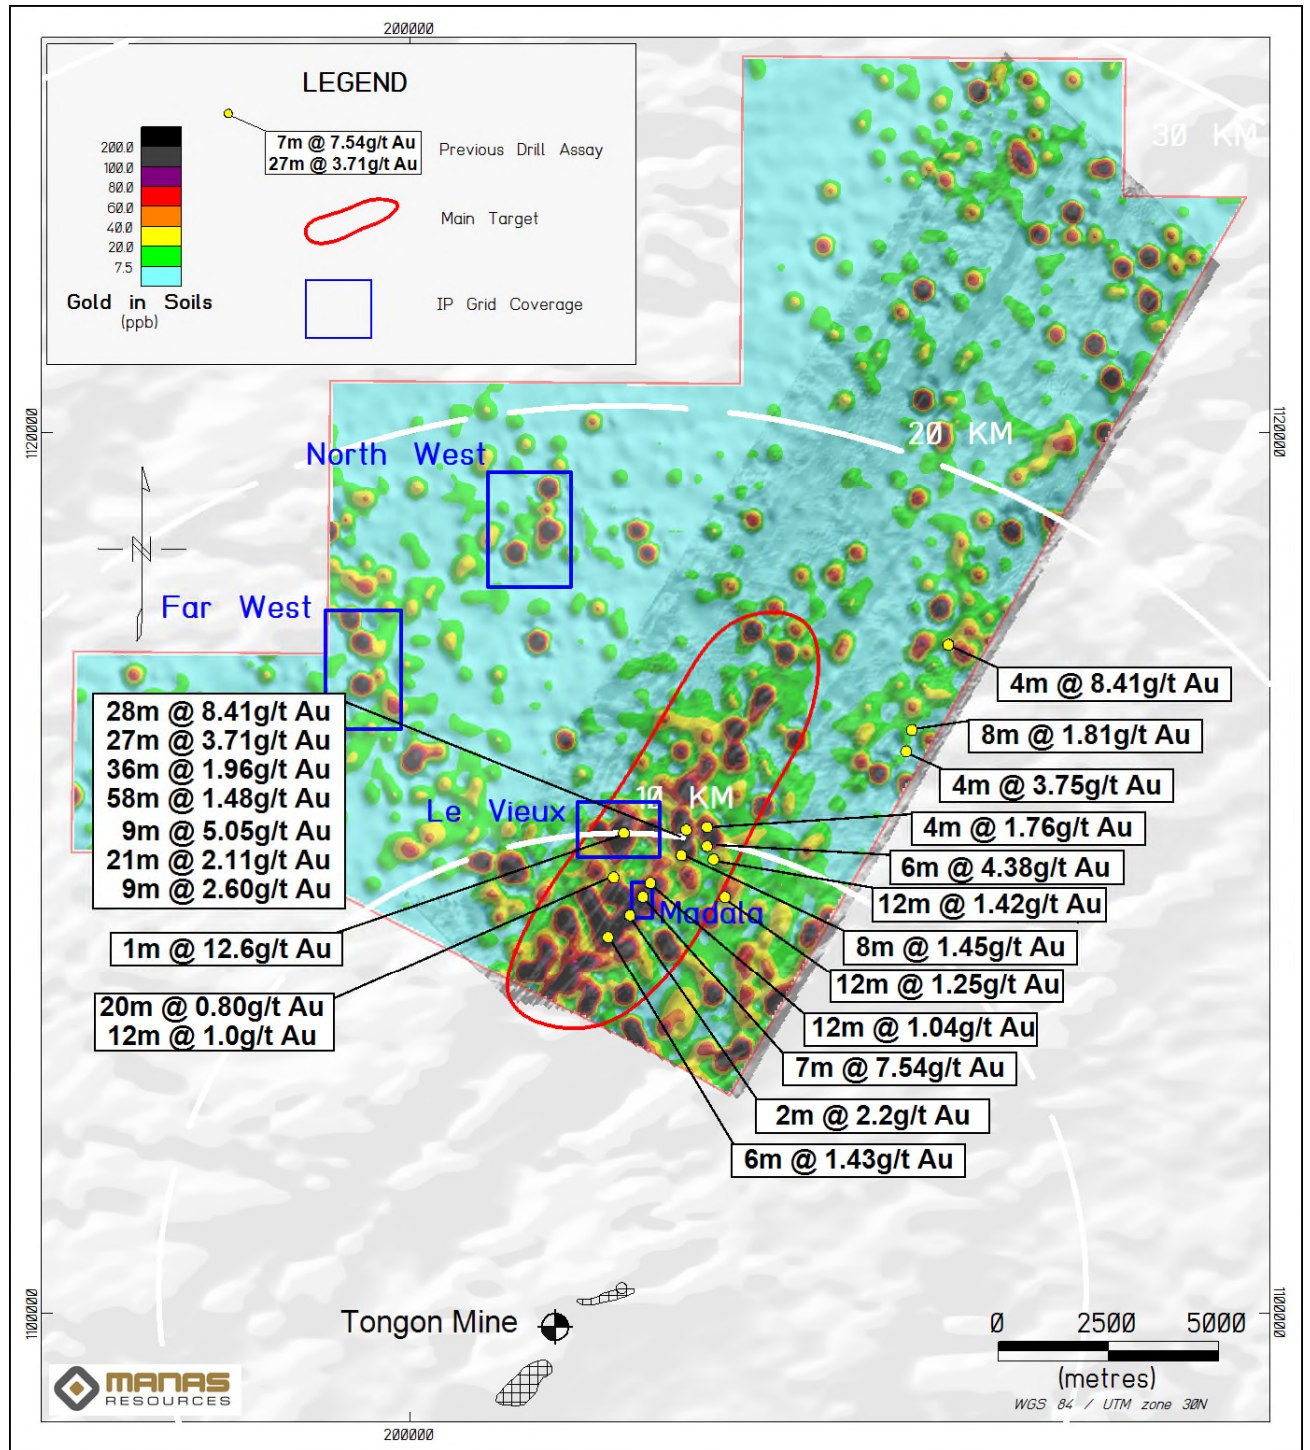 200000
LEGEND
200.0
100.0
80.0
60.0
40.0
20.0
7.5
Gold in Soils
(ppb)
7m @ 7.54g/t Au
27m @ 3.71g/t Au
Previous Drill Assay
Main Target
IP Grid Coverage
30 KM
1120000
1120000
20 KM
North West
N
Far West
28m @ 8.41g/t Au
27m @ 3.71g/t Au
36m @ 1.96g/t Au
58m @ 1.48g/t Au
9m @ 5.05g/t Au
21m @ 2.11g/t Au
9m @ 2.60g/t Au
1m @ 12.6g/t Au
20m @ 0.80g/t Au
12m @ 1.0g/t Au
Le Vieux
10 KM
Madala
4m @ 8.41g/t Au
8m @ 1.81g/t Au
4m @ 3.75g/t Au
4m @ 1.76g/t Au
6m @ 4.38g/t Au
12m @ 1.42g/t Au
8m @ 1.45g/t Au
12m @ 1.25g/t Au
12m @ 1.04g/t Au
7m @ 7.54g/t Au
2m @ 2.2g/t Au
6m @ 1.43g/t Au
1100000
1100000
Tongon Mine
0 2500 5000
(metres)
WGS 84 / UTM zone 30N
MANAS
RESOURCES
200000